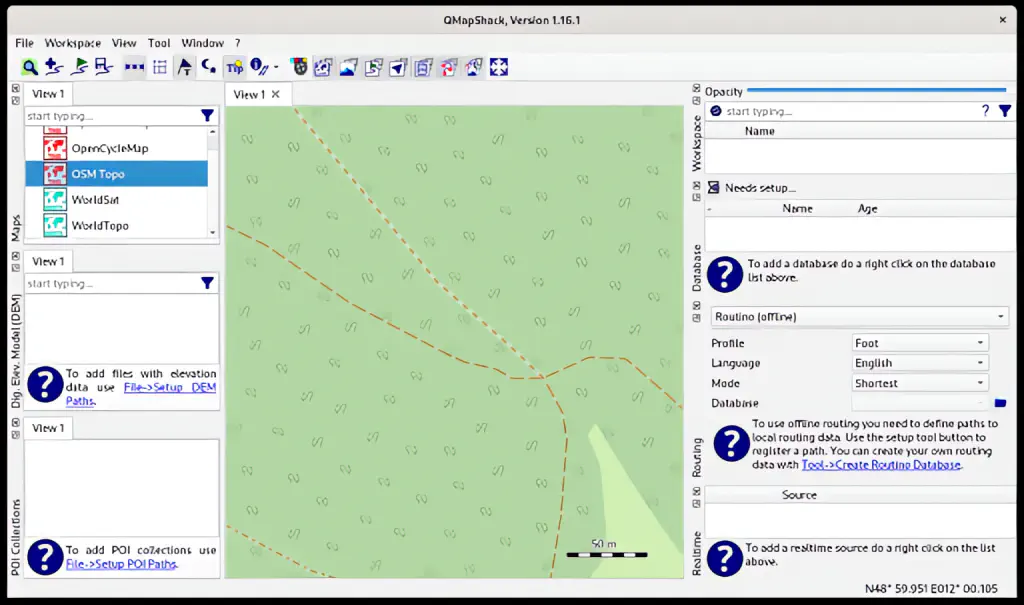 QMapShack, Version 1.16.1
File Workspace View Tool Window ?
Tip
View 1
start typing...
OpenCycleMap
OSM Topo
WorldSat
WorldTopo
Maps
View 1
start typing...
Dig. Elev. Model (DEM)
To add files with elevation
data use File->Setup DEM
Paths.
View 1
POI Collections
To add POI collections use
File->Setup POI Paths.
View 1
50 m
Opacity
start typing...
?
Name
Workspace
Needs setup...
- Name Age
Database
To add a database do a right click on the database
list above.
Routino (offline)
Profile Foot
Language English
Mode Shortest
Database
To use offline routing you need to define paths to
local routing data. Use the setup tool button to
register a path. You can create your own routing
data with Tool->Create Routino Database.
Routing
Source
Realtime
To add a realtime source do a right click on the list
above.
N48° 59.951 E012° 00.105